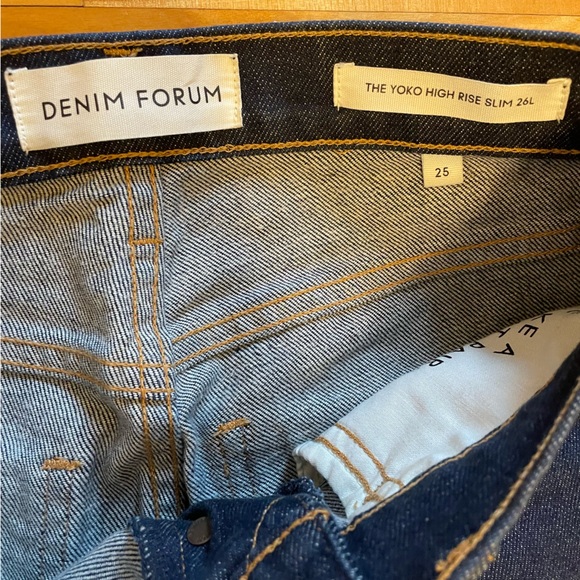 DENIM FORUM
THE YOKO HIGH RISE SLIM 26L
25
A